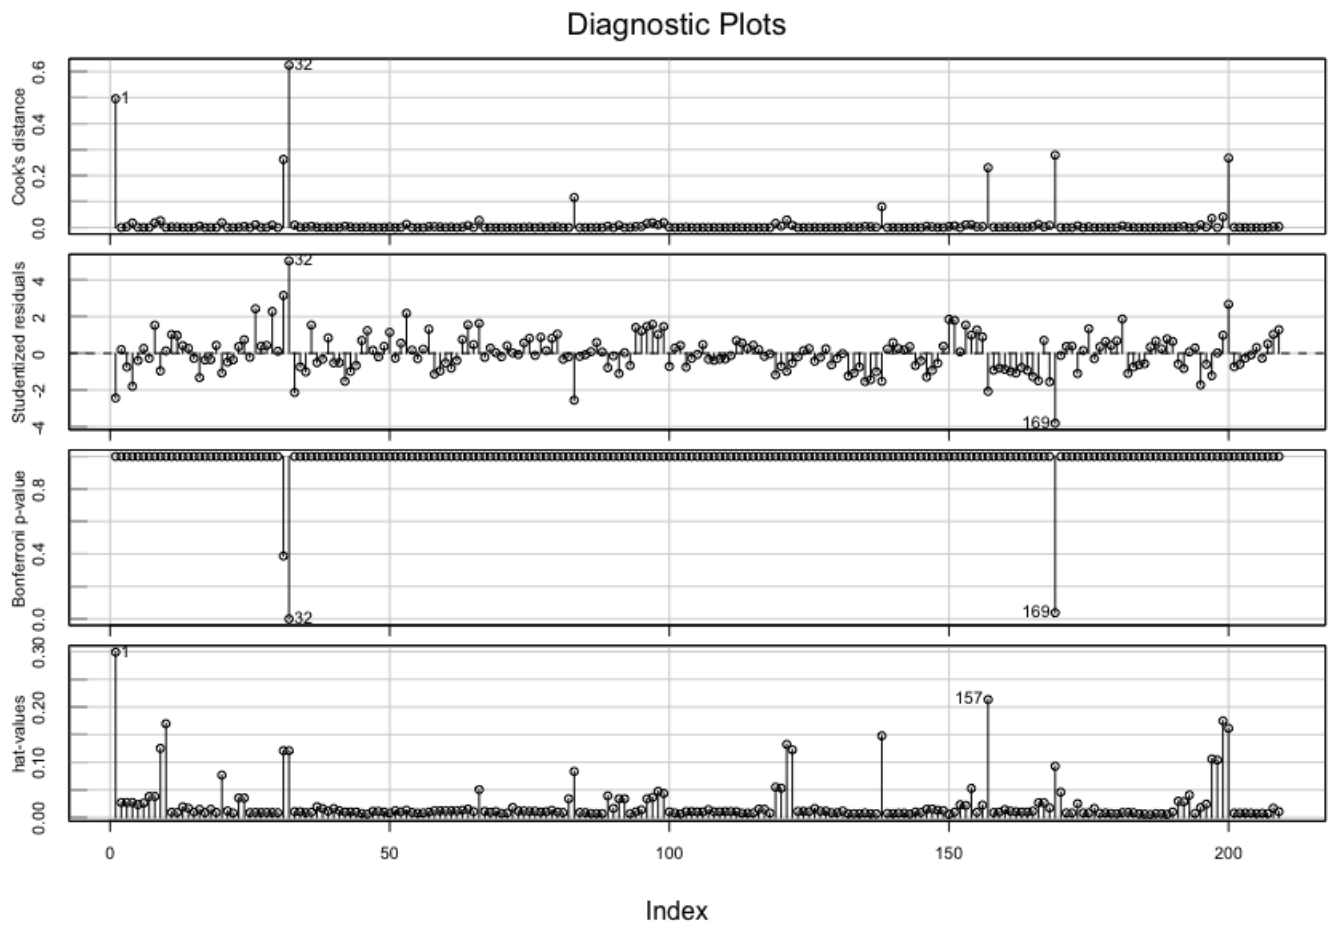 Diagnostic Plots
Cook's distance
0.0 0.2 0.4 0.6
1
32
Studentized residuals
-4 -2 0 2 4
32
169
Bonferroni p-value
0.0 0.4 0.8
32
169
hat-values
0.00 0.10 0.20 0.30
1
157
0 50 100 150 200
Index